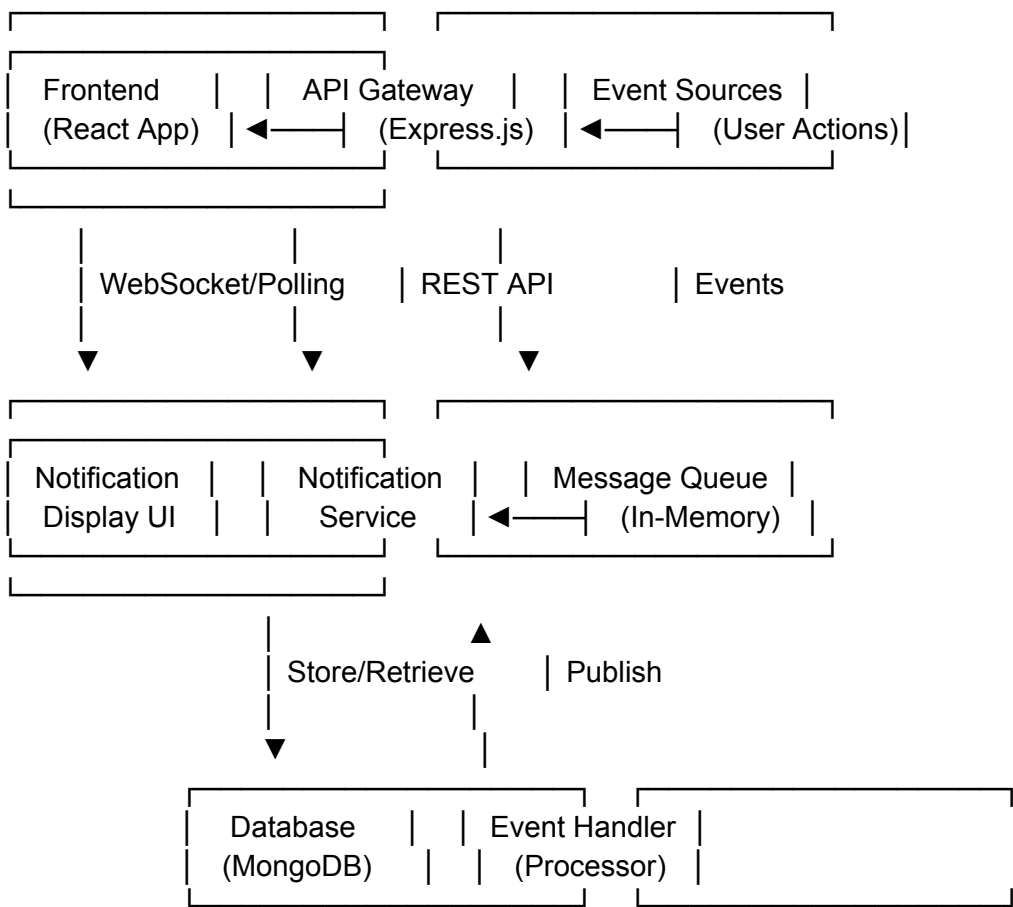 Frontend API Gateway Event Sources
(React App) (Express.js) (User Actions)
WebSocket/Polling REST API Events
Notification Notification Message Queue
Display UI Service (In-Memory)
Store/Retrieve Publish
Database Event Handler
(MongoDB) (Processor)